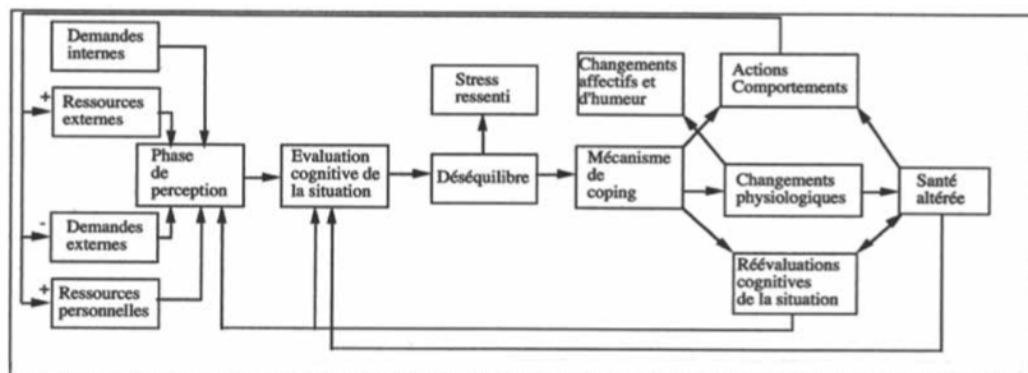 Demandes
internes
+
Ressources
externes
Phase
de
perception
-
Demandes
externes
+
Ressources
personnelles
Evaluation
cognitive de
la situation
Stress
ressenti
Déséquilibre
Changements
affectifs et
d'humeur
Mécanisme
de
coping
Actions
Comportements
Changements
physiologiques
Réévaluations
cognitives
de la situation
Santé
altérée